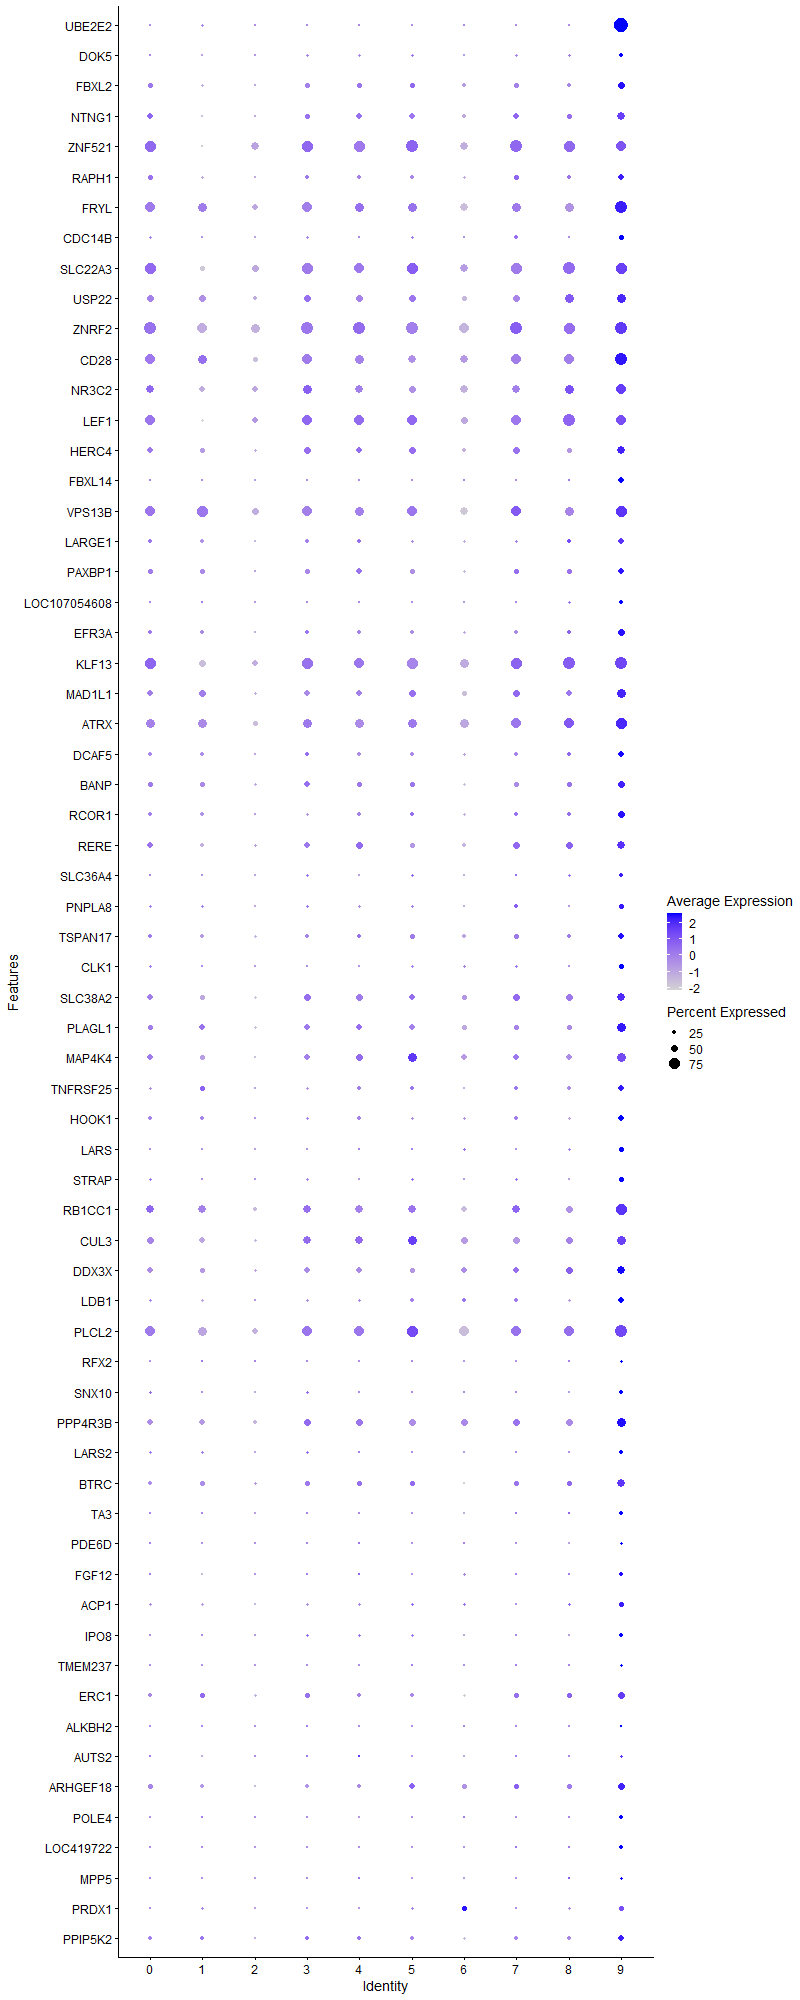 UBE2E2
DOK5
FBXL2
NTNG1
ZNF521
RAPH1
FRYL
CDC14B
SLC22A3
USP22
ZNRF2
CD28
NR3C2
LEF1
HERC4
FBXL14
VPS13B
LARGE1
PAXBP1
LOC107054608
EFR3A
KLF13
MAD1L1
ATRX
DCAF5
BANP
RCOR1
RERE
SLC36A4
PNPLA8
TSPAN17
CLK1
SLC38A2
PLAGL1
MAP4K4
TNFRSF25
HOOK1
LARS
STRAP
RB1CC1
CUL3
DDX3X
LDB1
PLCL2
RFX2
SNX10
PPP4R3B
LARS2
BTRC
TA3
PDE6D
FGF12
ACP1
IPO8
TMEM237
ERC1
ALKBH2
AUTS2
ARHGEF18
POLE4
LOC419722
MPP5
PRDX1
PPIP5K2
Features
0 1 2 3 4 5 6 7 8 9
Identity
Average Expression
2
1
0
-1
-2
Percent Expressed
25
50
75